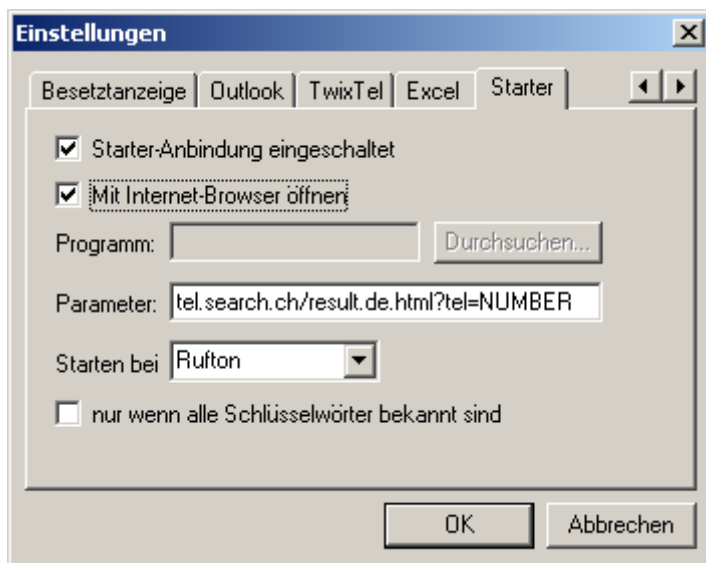 Einstellungen
Besetztanzeige Outlook TwixTel Excel Starter
Starter-Anbindung eingeschaltet
Mit Internet-Browser öffnen
Programm: Durchsuchen...
Parameter: tel.search.ch/result.de.html?tel=NUMBER
Starten bei Rufton
nur wenn alle Schlüsselwörter bekannt sind
OK Abbrechen